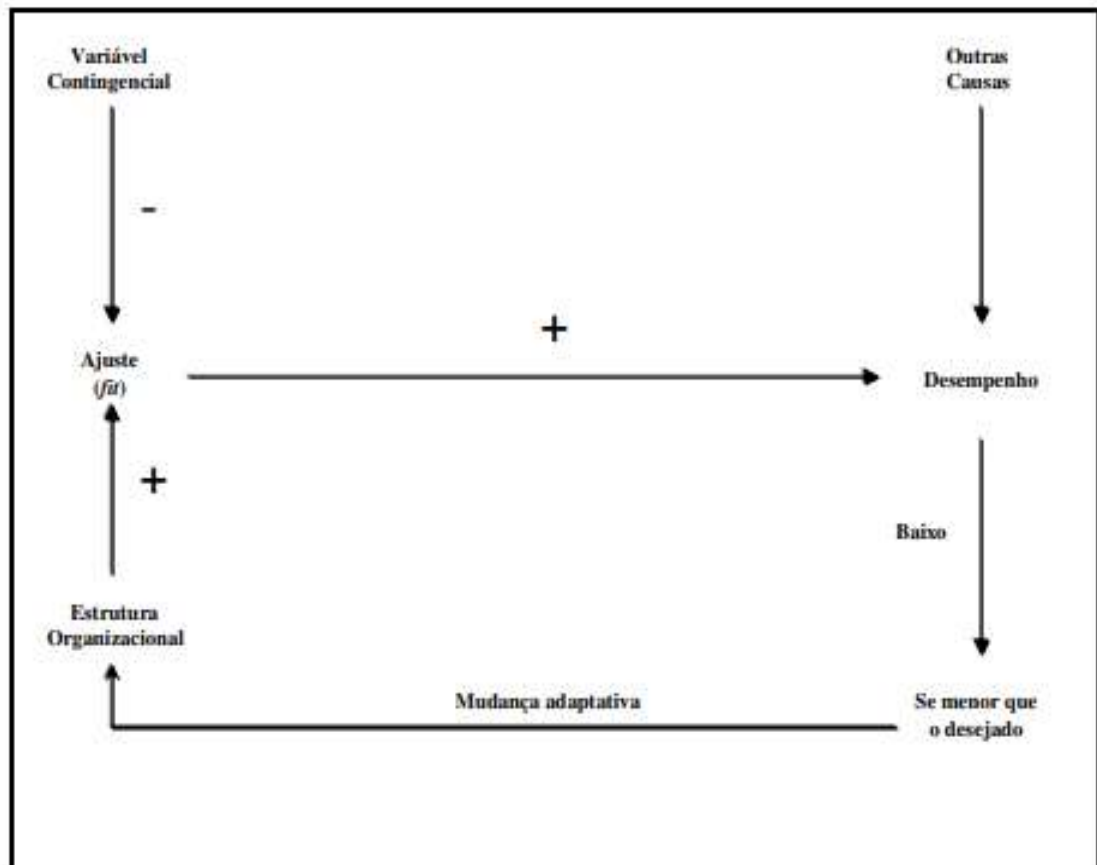 Variável
Contingencial
Outras
Causas
-
+
Ajuste
(fit)
Desempenho
+
Baixo
Estrutura
Organizacional
Mudança adaptativa
Se menor que
o desejado